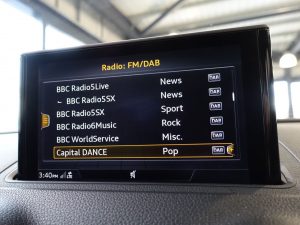 Radio: FM/DAB
BBC Radio5Live News DAB
BBC Radio5SX News DAB
BBC Radio5SX Sport DAB
BBC Radio6Music Rock DAB
BBC WorldService Misc. DAB
Capital DANCE Pop DAB
3:40PM